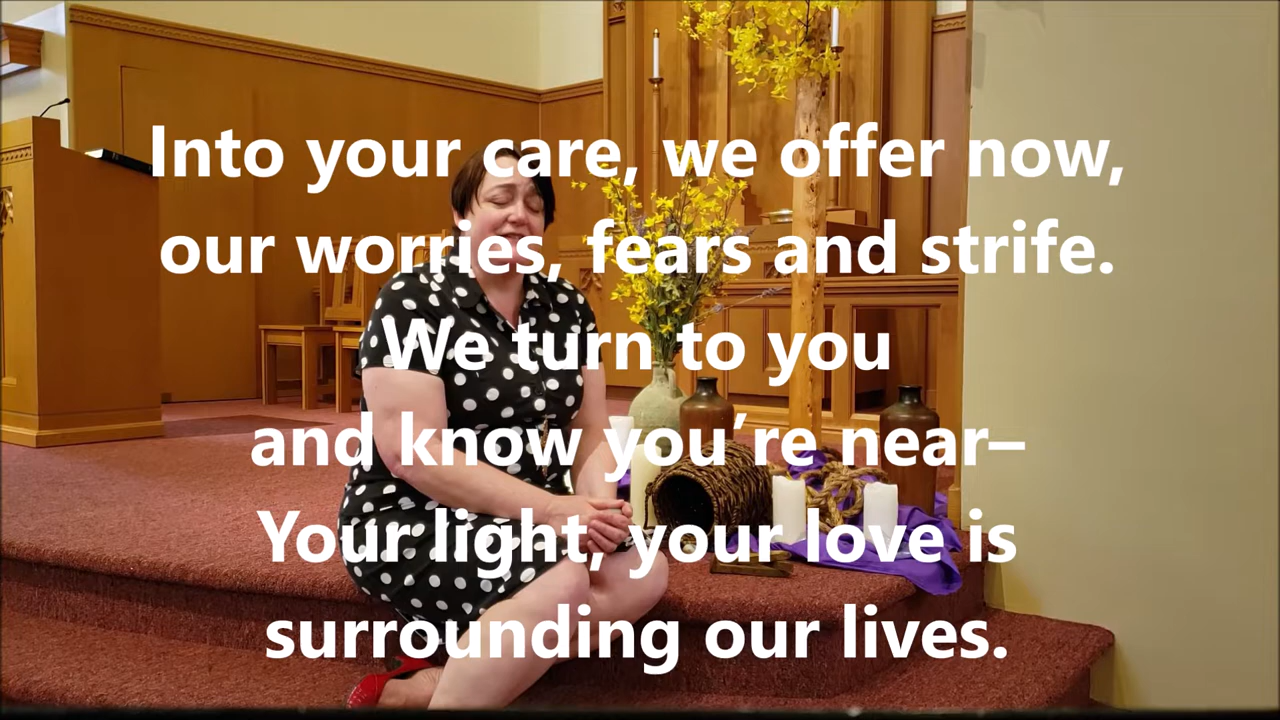 Into your care, we offer now,
our worries, fears and strife.
We turn to you
and know you’re near–
Your light, your love is
surrounding our lives.